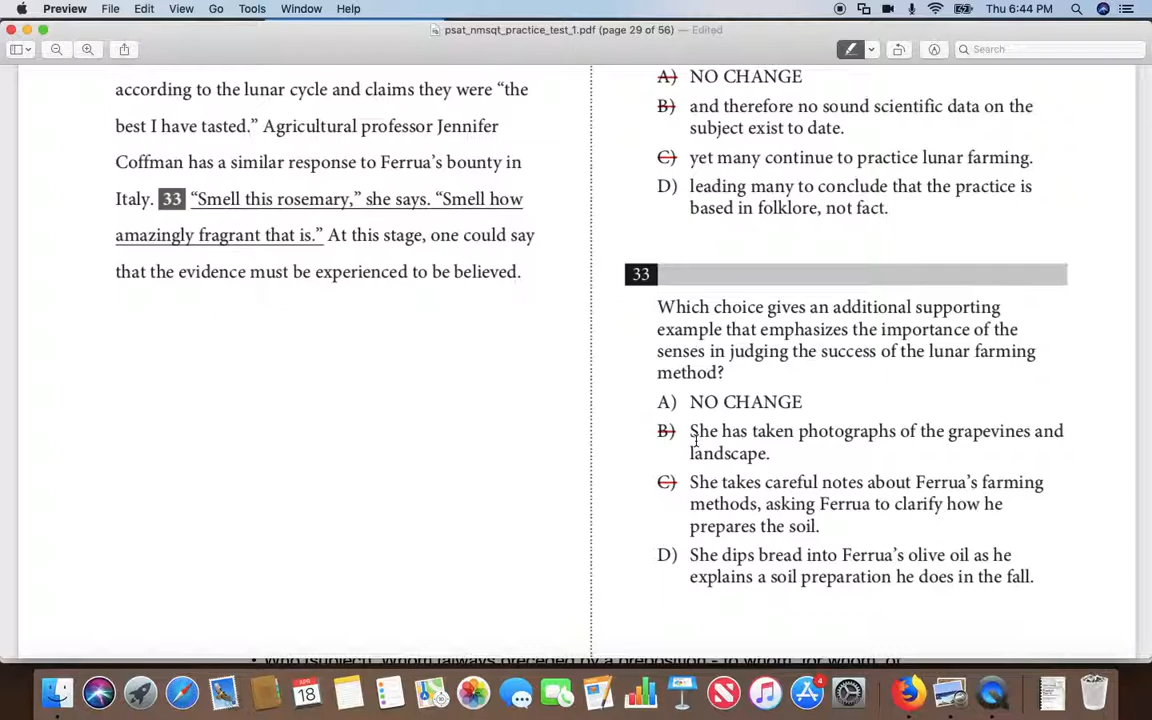 Preview File Edit View Go Tools Window Help Thu 6:44 PM
psat_nmsqt_practice_test_1.pdf (page 29 of 56) — Edited
Search
according to the lunar cycle and claims they were “the
best I have tasted.” Agricultural professor Jennifer
Coffman has a similar response to Ferrua’s bounty in
Italy. 33 “Smell this rosemary,” she says. “Smell how
amazingly fragrant that is.” At this stage, one could say
that the evidence must be experienced to be believed.
A) NO CHANGE
B) and therefore no sound scientific data on the
subject exist to date.
C) yet many continue to practice lunar farming.
D) leading many to conclude that the practice is
based in folklore, not fact.
33
Which choice gives an additional supporting
example that emphasizes the importance of the
senses in judging the success of the lunar farming
method?
A) NO CHANGE
B) She has taken photographs of the grapevines and
landscape.
C) She takes careful notes about Ferrua’s farming
methods, asking Ferrua to clarify how he
prepares the soil.
D) She dips bread into Ferrua’s olive oil as he
explains a soil preparation he does in the fall.
APR
18
4